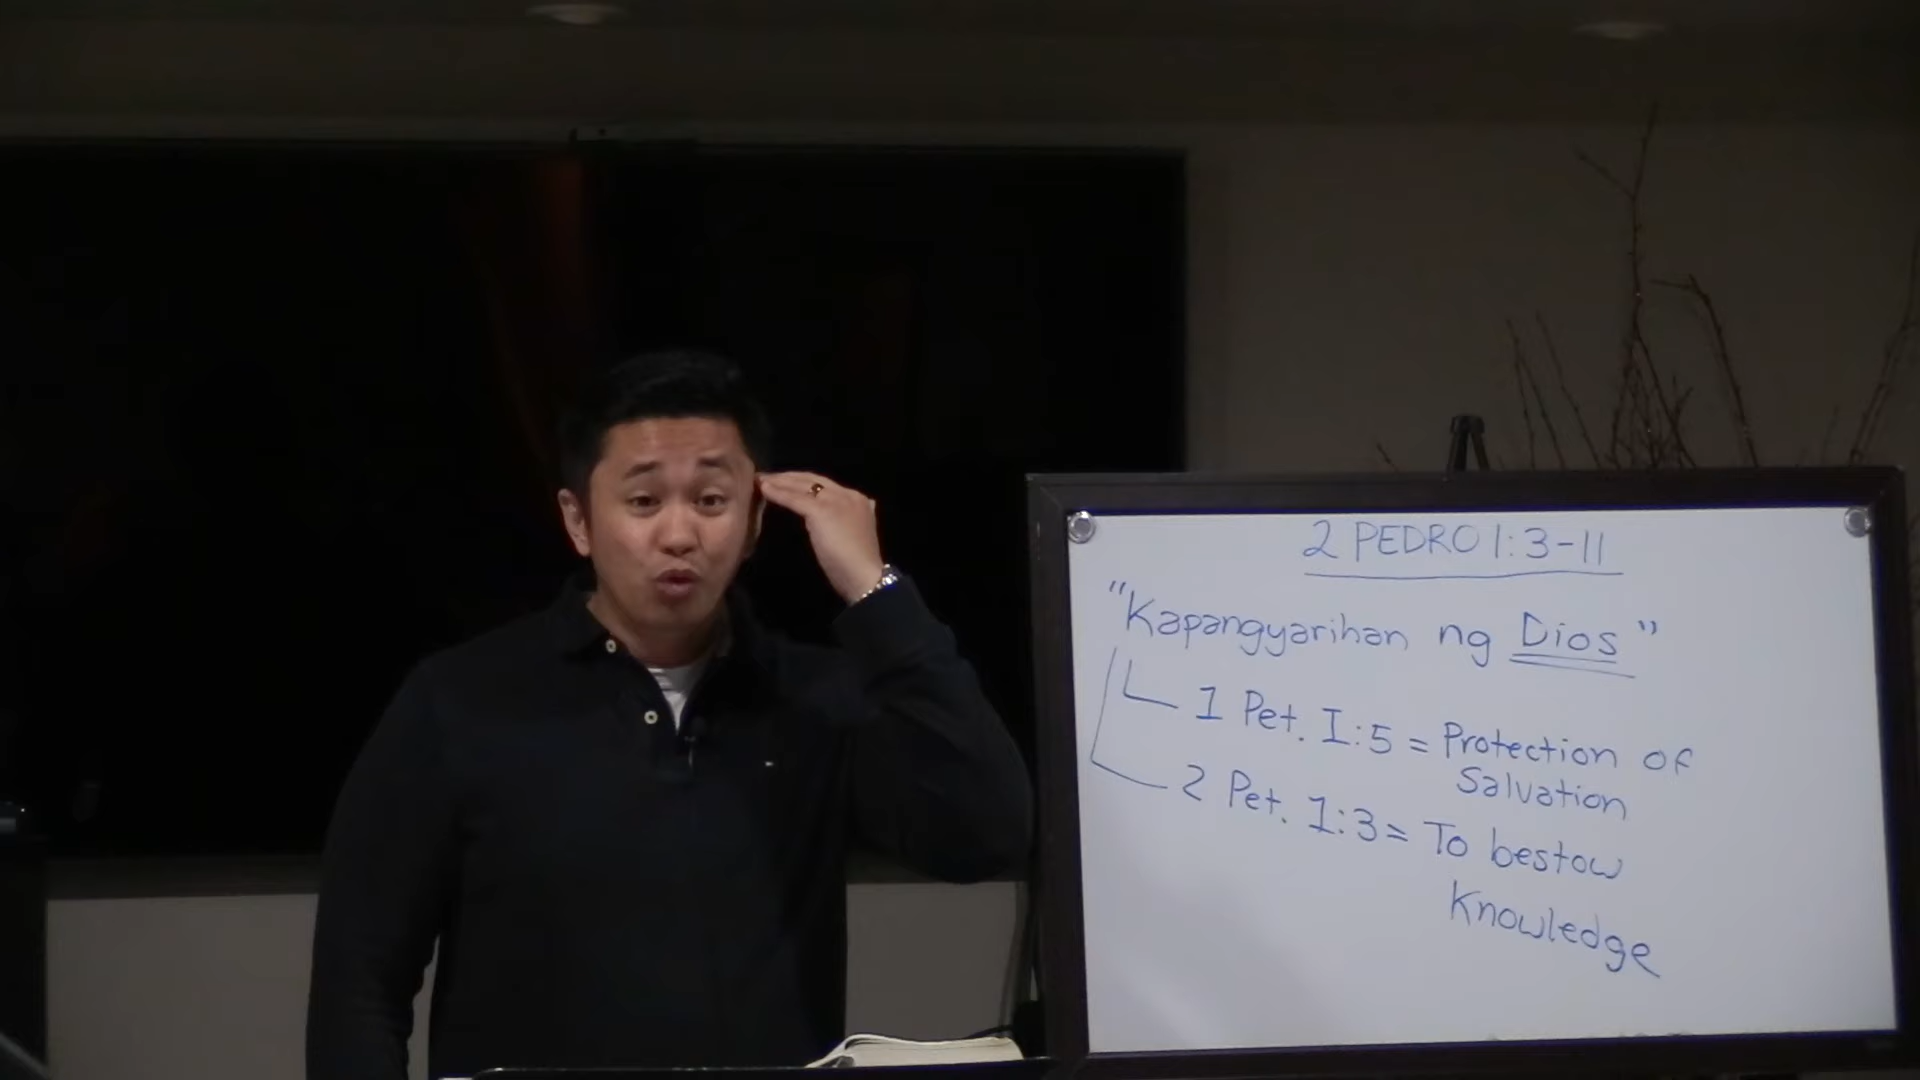 2 PEDRO 1:3-11
"Kapangyarihan ng Dios"
1 Pet. I:5 = Protection of
Salvation
2 Pet. 1:3 = To bestow
Knowledge